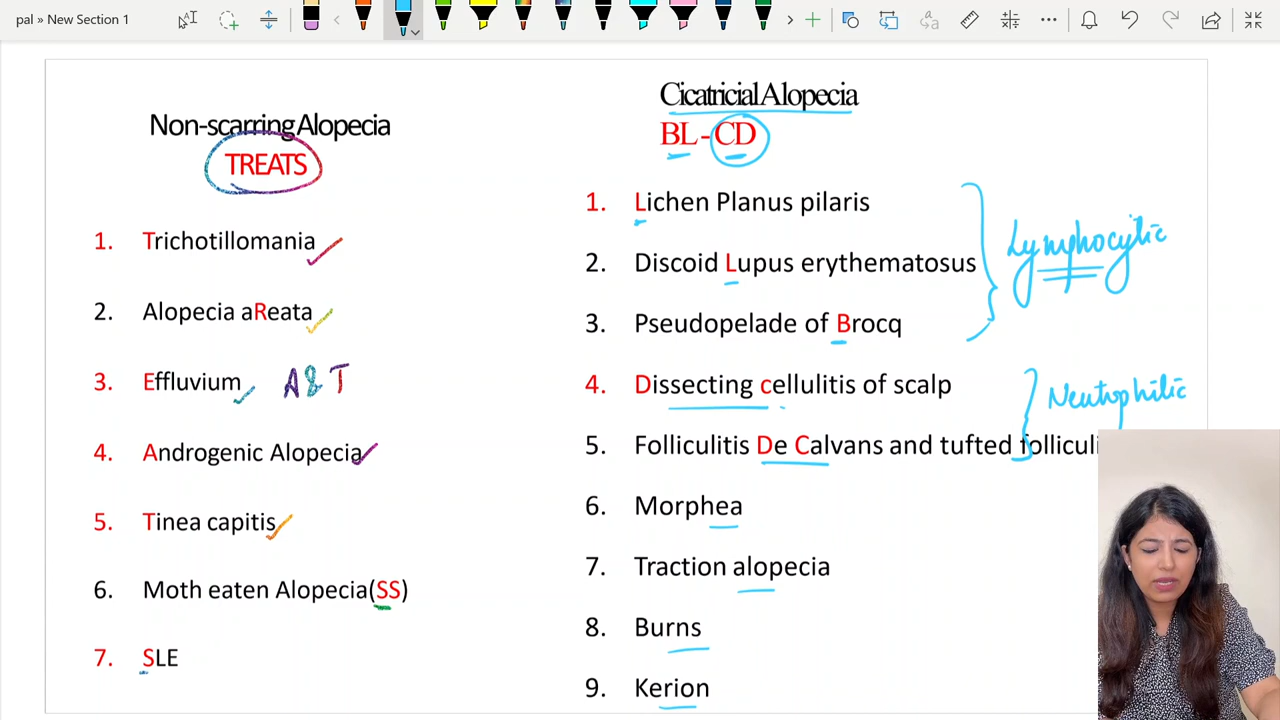 pal » New Section 1
Non-scarring Alopecia
TREATS
1. Trichotillomania
2. Alopecia aReata
3. Effluvium A & T
4. Androgenic Alopecia
5. Tinea capitis
6. Moth eaten Alopecia(SS)
7. SLE
Cicatricial Alopecia
BL-CD
1. Lichen Planus pilaris
2. Discoid Lupus erythematosus
3. Pseudopelade of Brocq
Lymphocytic
4. Dissecting cellulitis of scalp
5. Folliculitis De Calvans and tufted folliculi
Neutrophilic
6. Morphea
7. Traction alopecia
8. Burns
9. Kerion